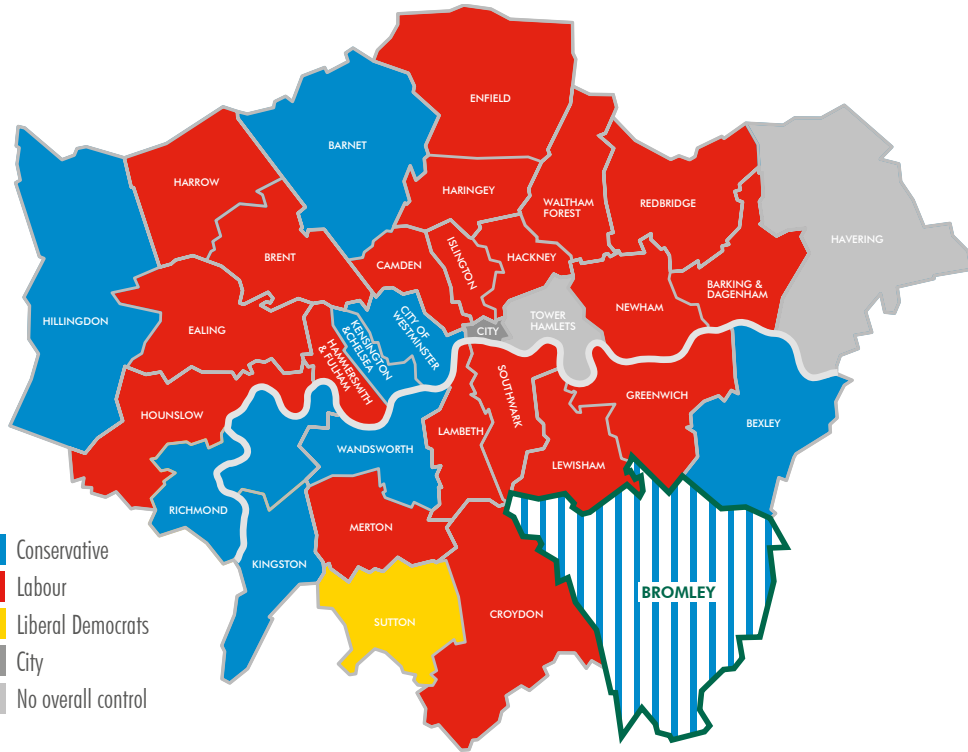 ENFIELD
BARNET
HARROW
HARINGEY
WALTHAM
FOREST
REDBRIDGE
HAVERING
BRENT
CAMDEN
ISLINGTON
HACKNEY
BARKING &
DAGENHAM
NEWHAM
HILLINGDON
EALING
HAMMERSMITH
& FULHAM
KENSINGTON
& CHELSEA
CITY OF
WESTMINSTER
CITY
TOWER
HAMLETS
HOUNSLOW
WANDSWORTH
LAMBETH
SOUTHWARK
GREENWICH
BEXLEY
LEWISHAM
RICHMOND
MERTON
KINGSTON
SUTTON
CROYDON
BROMLEY
Conservative
Labour
Liberal Democrats
City
No overall control